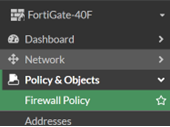 FortiGate-40F
Dashboard
Network
Policy & Objects
Firewall Policy
Addresses